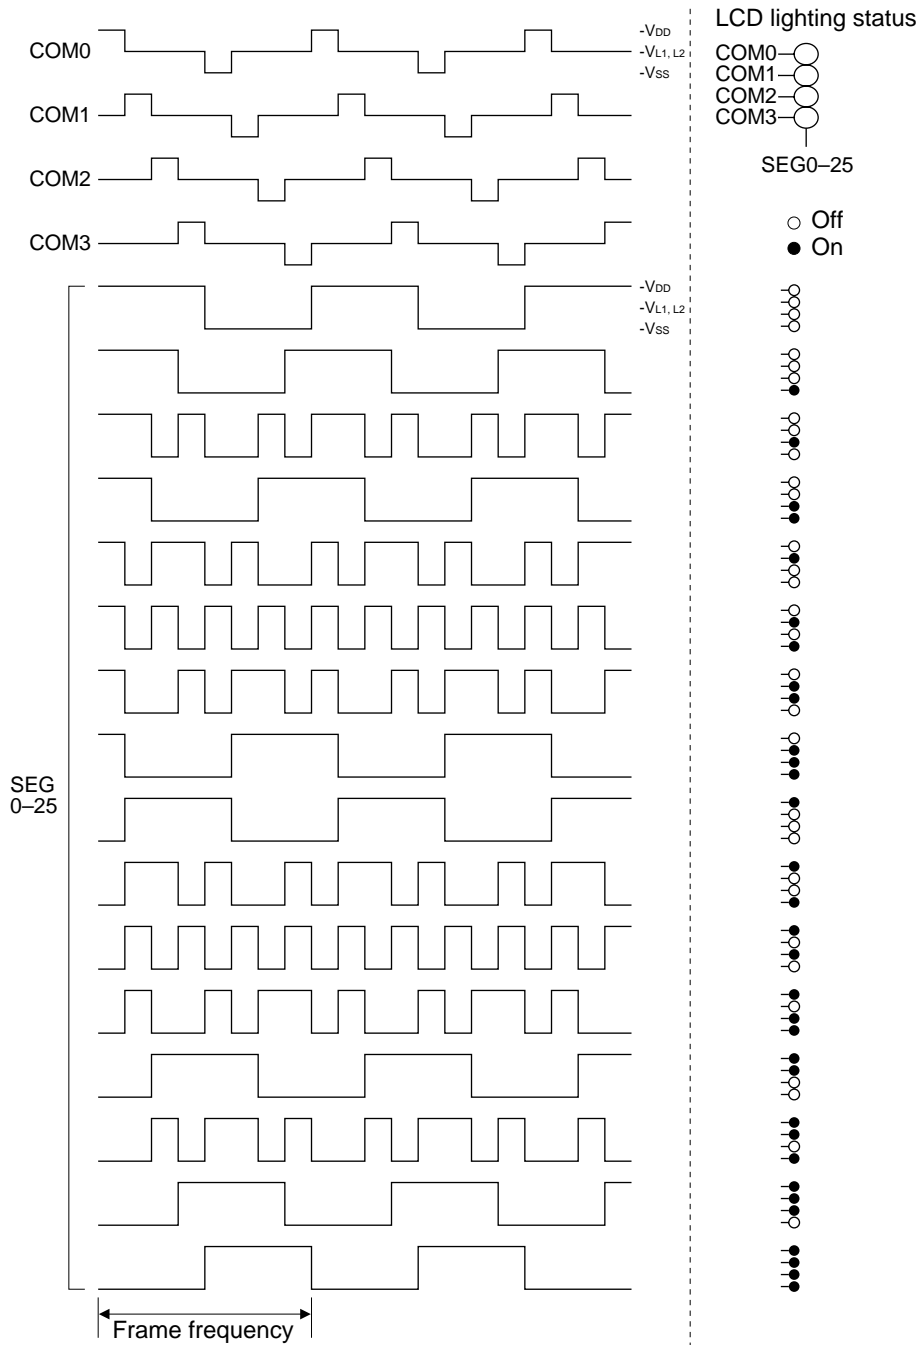 COM0
-VDD
-VL1, L2
-VSS
COM1
COM2
COM3
-VDD
-VL1, L2
-VSS
SEG
0–25
Frame frequency
LCD lighting status
COM0
COM1
COM2
COM3
SEG0–25
Off
On